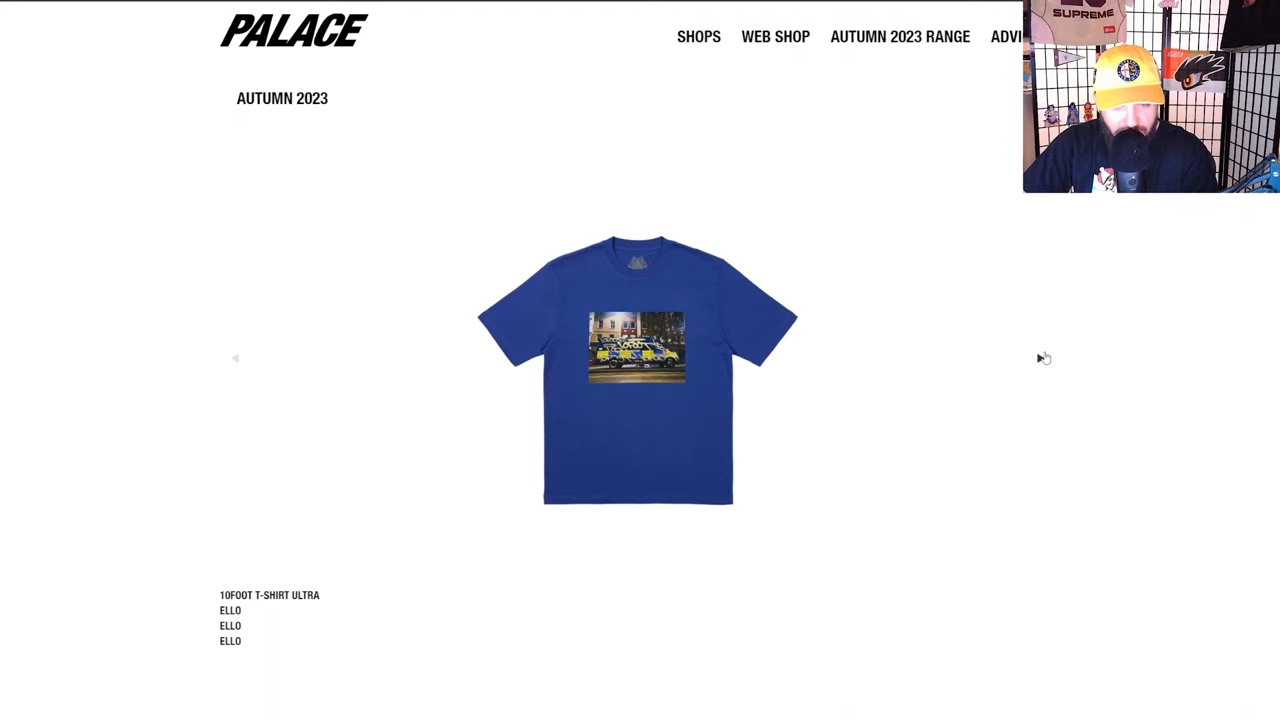 PALACE
SHOPS WEB SHOP AUTUMN 2023 RANGE ADVI
SUPREME
AUTUMN 2023
10FOOT T-SHIRT ULTRA
ELLO
ELLO
ELLO